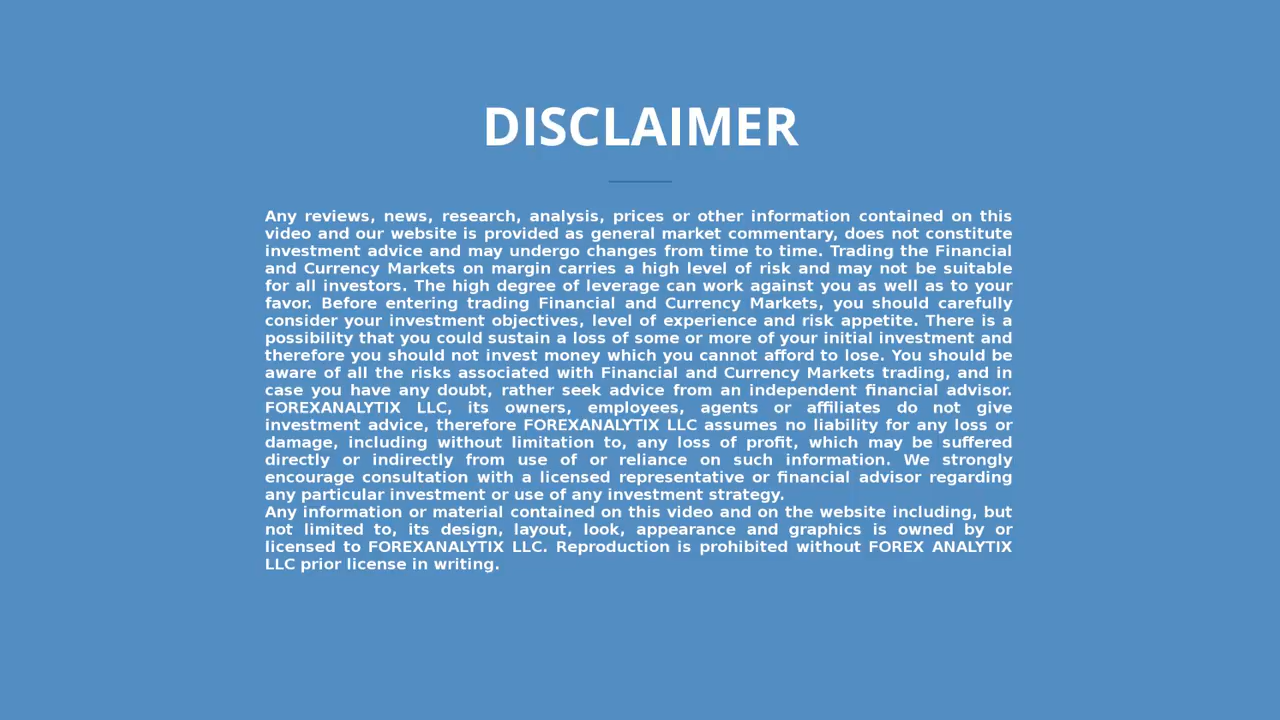 DISCLAIMER
Any reviews, news, research, analysis, prices or other information contained on this
video and our website is provided as general market commentary, does not constitute
investment advice and may undergo changes from time to time. Trading the Financial
and Currency Markets on margin carries a high level of risk and may not be suitable
for all investors. The high degree of leverage can work against you as well as to your
favor. Before entering trading Financial and Currency Markets, you should carefully
consider your investment objectives, level of experience and risk appetite. There is a
possibility that you could sustain a loss of some or more of your initial investment and
therefore you should not invest money which you cannot afford to lose. You should be
aware of all the risks associated with Financial and Currency Markets trading, and in
case you have any doubt, rather seek advice from an independent financial advisor.
FOREXANALYTIX LLC, its owners, employees, agents or affiliates do not give
investment advice, therefore FOREXANALYTIX LLC assumes no liability for any loss or
damage, including without limitation to, any loss of profit, which may be suffered
directly or indirectly from use of or reliance on such information. We strongly
encourage consultation with a licensed representative or financial advisor regarding
any particular investment or use of any investment strategy.
Any information or material contained on this video and on the website including, but
not limited to, its design, layout, look, appearance and graphics is owned by or
licensed to FOREXANALYTIX LLC. Reproduction is prohibited without FOREX ANALYTIX
LLC prior license in writing.